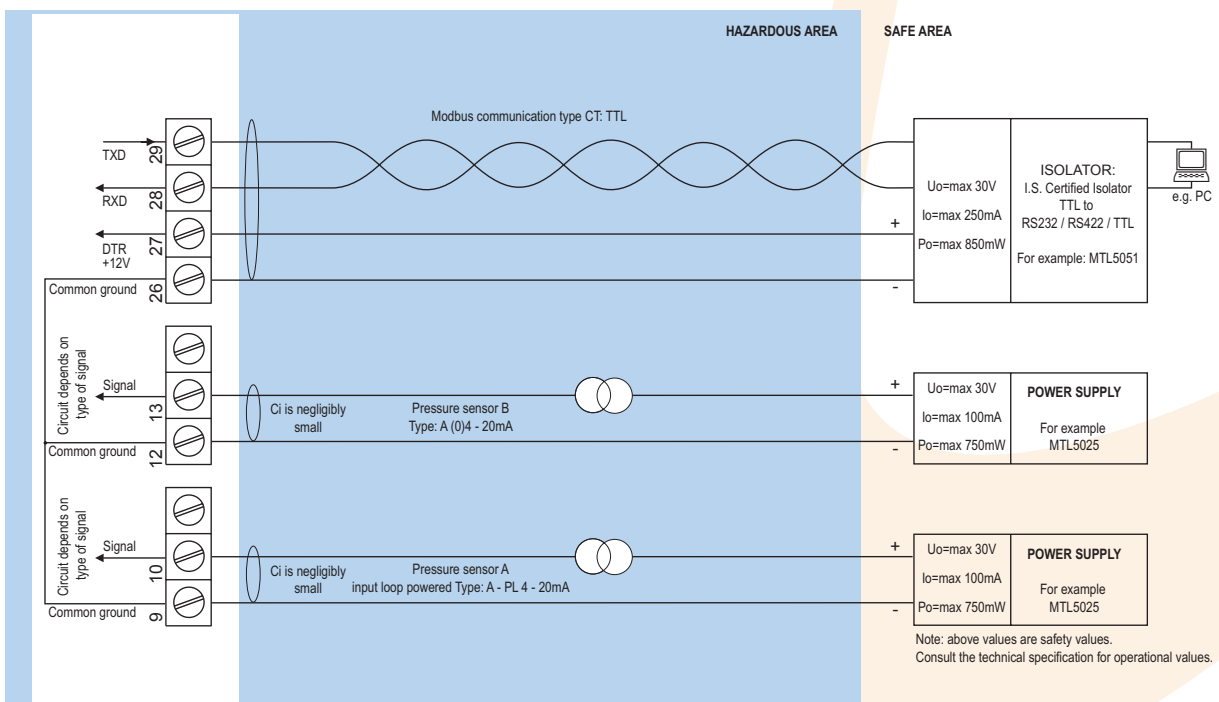 HAZARDOUS AREA
SAFE AREA
Modbus communication type CT: TTL
TXD
29
RXD
28
DTR
+12V
27
Common ground
26
+
-
Uo=max 30V
Io=max 250mA
Po=max 850mW
ISOLATOR:
I.S. Certified Isolator
TTL to
RS232 / RS422 / TTL
For example: MTL5051
e.g. PC
Circuit depends on
type of signal
Signal
13
Common ground
12
Ci is negligibly
small
Pressure sensor B
Type: A (0)4 - 20mA
+
-
Uo=max 30V
Io=max 100mA
Po=max 750mW
POWER SUPPLY
For example
MTL5025
Circuit depends on
type of signal
Signal
10
Common ground
9
Ci is negligibly
small
Pressure sensor A
input loop powered Type: A - PL 4 - 20mA
+
-
Uo=max 30V
Io=max 100mA
Po=max 750mW
POWER SUPPLY
For example
MTL5025
Note: above values are safety values.
Consult the technical specification for operational values.